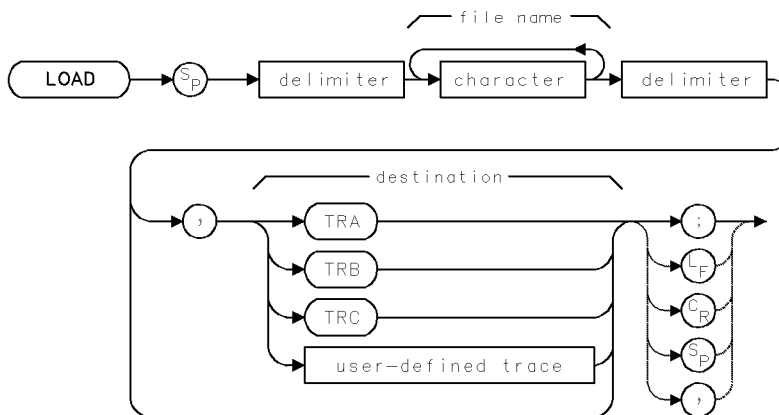 file name
LOAD SP delimiter character delimiter
destination
, TRA ;
TRB LF
TRC CR
user-defined trace SP
,